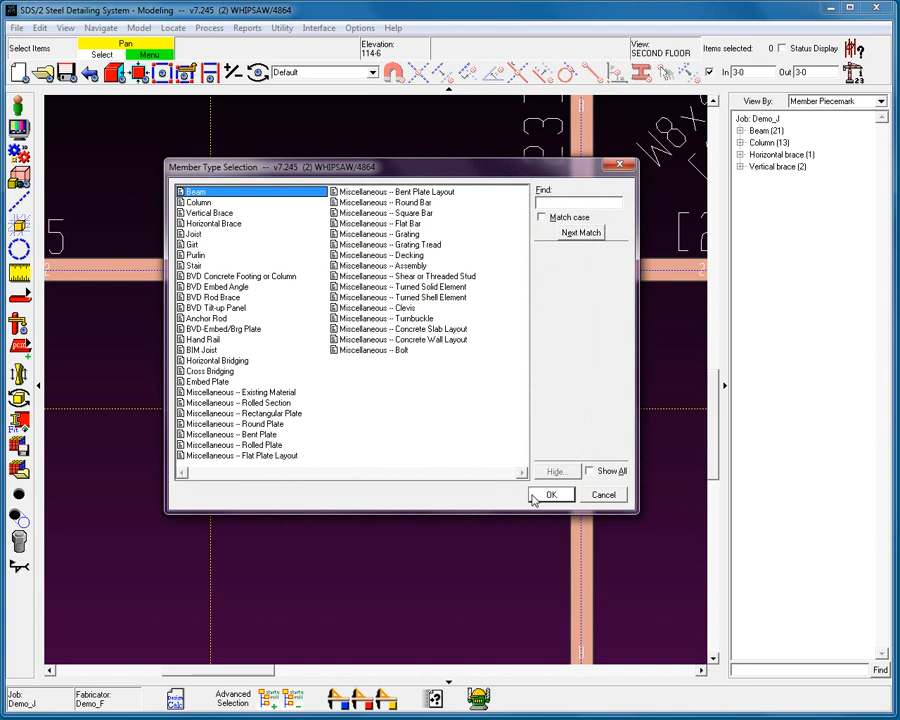 SDS/2 Steel Detailing System - Modeling -- v7.245 WHIPSAW/4864
File Edit View Navigate Model Locate Process Reports Utility Interface Options Help
Select Items
Pan
Select Menu
Elevation:
114-6
View:
SECOND FLOOR
Items selected: 0
Status Display
Default
In 3-0 Out 3-0
1 2 3
View By: Member Piecemark
Job: Demo_J
Beam (21)
Column (13)
Horizontal brace (1)
Vertical brace (2)
W8x
Member Type Selection -- v7.245 (2) WHIPSAW/4864
Beam
Column
Vertical Brace
Horizontal Brace
Joist
Girt
Purlin
Stair
BVD Concrete Footing or Column
BVD Embed Angle
BVD Rod Brace
BVD Tilt-up Panel
Anchor Rod
BVD-Embed/Brg Plate
Hand Rail
BIM Joist
Horizontal Bridging
Cross Bridging
Embed Plate
Miscellaneous -- Existing Material
Miscellaneous -- Rolled Section
Miscellaneous -- Rectangular Plate
Miscellaneous -- Round Plate
Miscellaneous -- Bent Plate
Miscellaneous -- Rolled Plate
Miscellaneous -- Flat Plate Layout
Miscellaneous -- Bent Plate Layout
Miscellaneous -- Round Bar
Miscellaneous -- Square Bar
Miscellaneous -- Flat Bar
Miscellaneous -- Grating
Miscellaneous -- Grating Tread
Miscellaneous -- Decking
Miscellaneous -- Assembly
Miscellaneous -- Shear or Threaded Stud
Miscellaneous -- Turned Solid Element
Miscellaneous -- Turned Shell Element
Miscellaneous -- Clevis
Miscellaneous -- Turnbuckle
Miscellaneous -- Concrete Slab Layout
Miscellaneous -- Concrete Wall Layout
Miscellaneous -- Bolt
Find:
Match case
Next Match
Hide... Show All
OK Cancel
Fit
Find
Job:
Demo_J
Fabricator:
Demo_F
Design
Calc
Advanced
Selection